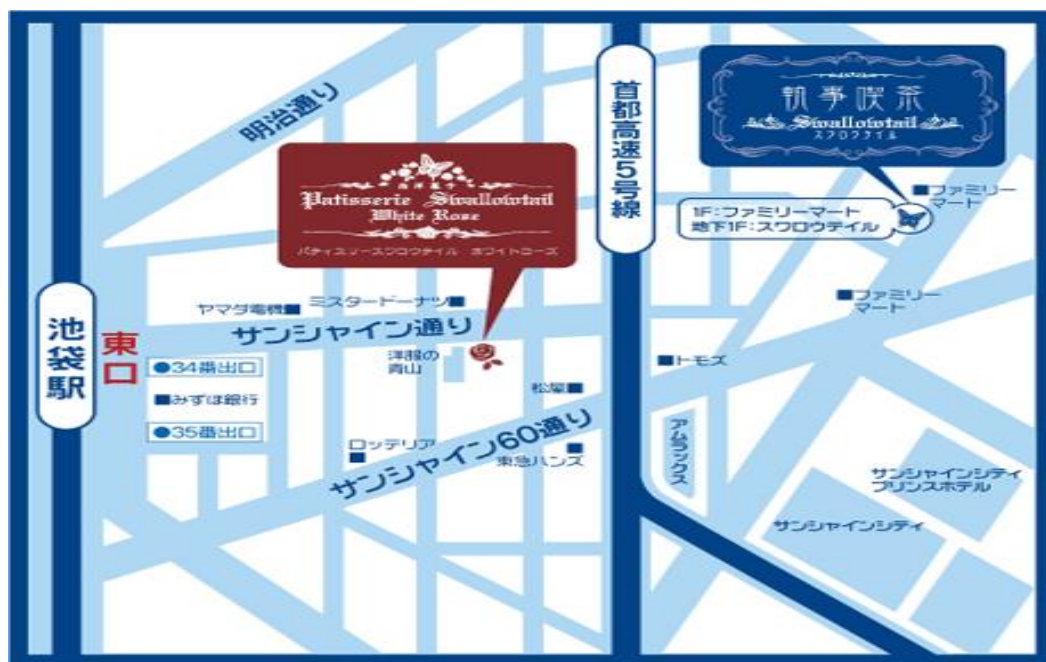 明治通り
首都高速5号線
執事喫茶
Swallowtail
スワロウテイル
ファミリー
マート
1F:ファミリーマート
地下1F:スワロウテイル
西洋菓子
Patisserie Swallowtail
White Rose
パティスリースワロウテイル ホワイトローズ
ファミリー
マート
ヤマダ電機
ミスタードーナツ
サンシャイン通り
池袋駅
東口
●34番出口
みずほ銀行
●35番出口
洋服の
青山
トモズ
松屋
ロッテリア
サンシャイン60通り
東急ハンズ
アムラックス
サンシャインシティ
プリンスホテル
サンシャインシティ